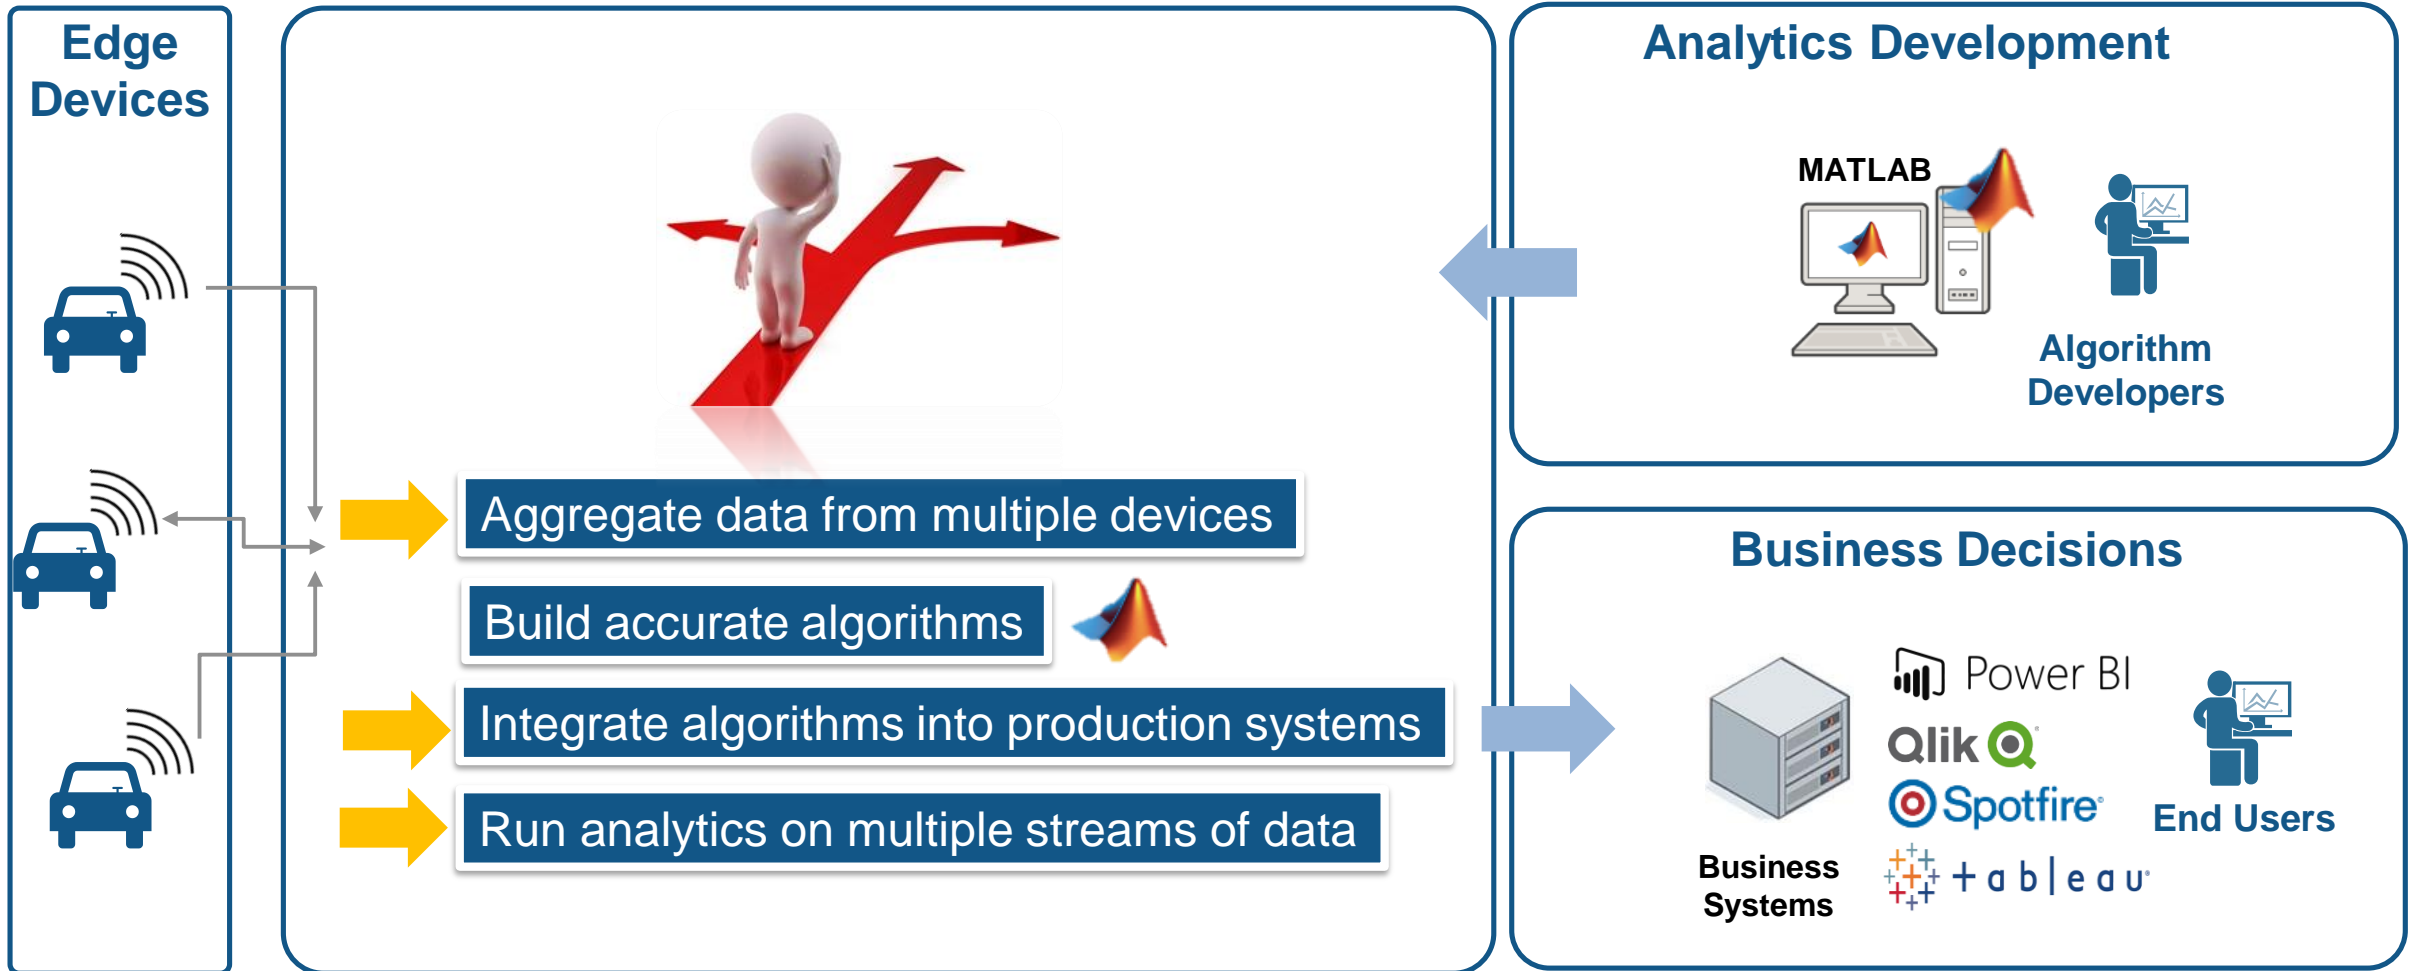 Edge
Devices
Aggregate data from multiple devices
Build accurate algorithms
Integrate algorithms into production systems
Run analytics on multiple streams of data
Analytics Development
MATLAB
Algorithm
Developers
Business Decisions
Power BI
Qlik
Spotfire
tableau
Business
Systems
End Users